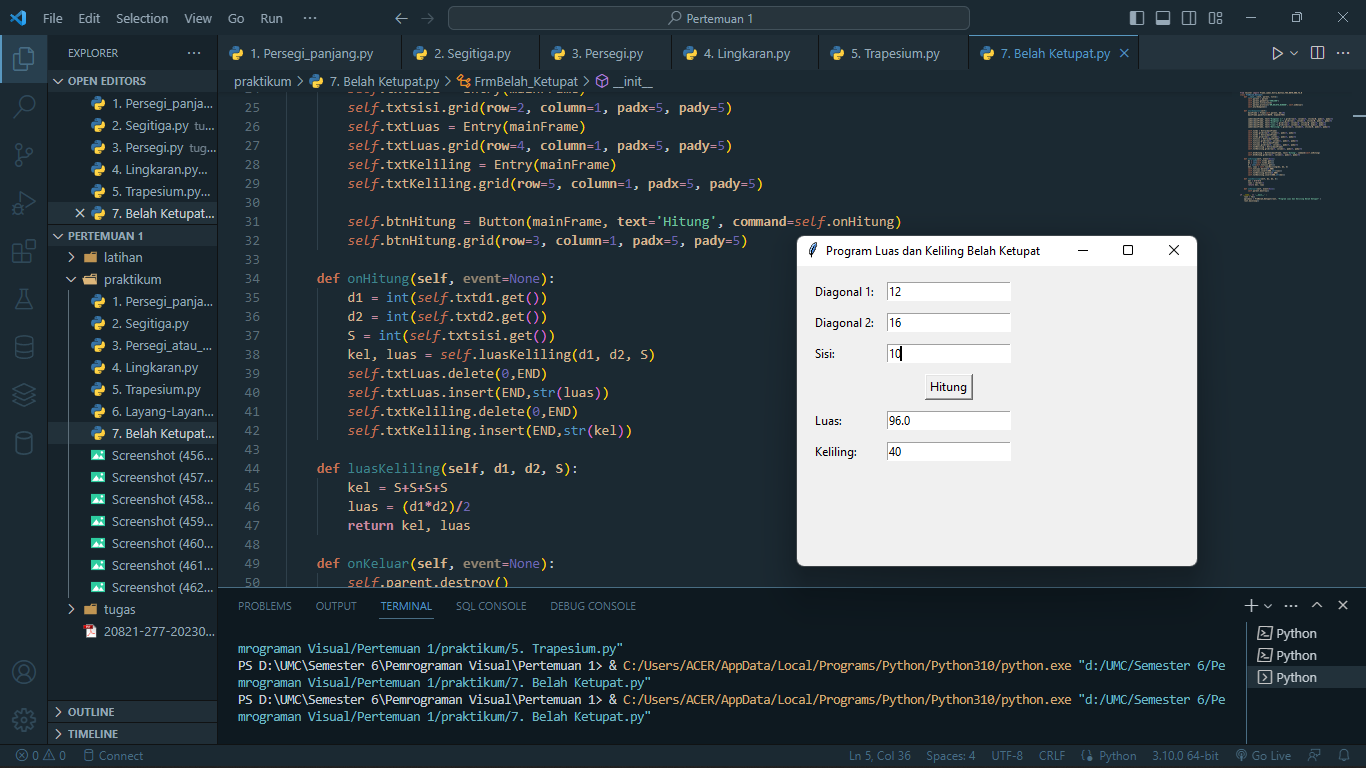 File Edit Selection View Go Run ··· Pertemuan 1
EXPLORER ···
OPEN EDITORS
1. Persegi_panja...
2. Segitiga.py tu...
3. Persegi.py tug...
4. Lingkaran.py...
5. Trapesium.py...
7. Belah Ketupat...
PERTEMUAN 1
latihan
praktikum
1. Persegi_panja...
2. Segitiga.py
3. Persegi_atau_...
4. Lingkaran.py
5. Trapesium.py
6. Layang-Layan...
7. Belah Ketupat...
Screenshot (456...
Screenshot (457...
Screenshot (458...
Screenshot (459...
Screenshot (460...
Screenshot (461...
Screenshot (462...
tugas
20821-277-20230...
OUTLINE
TIMELINE
1. Persegi_panjang.py 2. Segitiga.py 3. Persegi.py 4. Lingkaran.py 5. Trapesium.py 7. Belah Ketupat.py
praktikum > 7. Belah Ketupat.py > FrmBelah_Ketupat > __init__
25 self.txtsisi.grid(row=2, column=1, padx=5, pady=5)
26 self.txtLuas = Entry(mainFrame)
27 self.txtLuas.grid(row=4, column=1, padx=5, pady=5)
28 self.txtKeliling = Entry(mainFrame)
29 self.txtKeliling.grid(row=5, column=1, padx=5, pady=5)
30
31 self.btnHitung = Button(mainFrame, text='Hitung', command=self.onHitung)
32 self.btnHitung.grid(row=3, column=1, padx=5, pady=5)
33
34 def onHitung(self, event=None):
35 d1 = int(self.txtd1.get())
36 d2 = int(self.txtd2.get())
37 S = int(self.txtsisi.get())
38 kel, luas = self.luasKeliling(d1, d2, S)
39 self.txtLuas.delete(0,END)
40 self.txtLuas.insert(END,str(luas))
41 self.txtKeliling.delete(0,END)
42 self.txtKeliling.insert(END,str(kel))
43
44 def luasKeliling(self, d1, d2, S):
45 kel = S+S+S+S
46 luas = (d1*d2)/2
47 return kel, luas
48
49 def onKeluar(self, event=None):
50 self.parent.destroy()
Program Luas dan Keliling Belah Ketupat
Diagonal 1: 12
Diagonal 2: 16
Sisi: 10
Hitung
Luas: 96.0
Keliling: 40
PROBLEMS OUTPUT TERMINAL SQL CONSOLE DEBUG CONSOLE
mrograman Visual/Pertemuan 1/praktikum/5. Trapesium.py"
PS D:\UMC\Semester 6\Pemrograman Visual\Pertemuan 1> & C:/Users/ACER/AppData/Local/Programs/Python/Python310/python.exe "d:/UMC/Semester 6/Pe
mrograman Visual/Pertemuan 1/praktikum/7. Belah Ketupat.py"
PS D:\UMC\Semester 6\Pemrograman Visual\Pertemuan 1> & C:/Users/ACER/AppData/Local/Programs/Python/Python310/python.exe "d:/UMC/Semester 6/Pe
mrograman Visual/Pertemuan 1/praktikum/7. Belah Ketupat.py"
Python
Python
Python
0 0 Connect Ln 5, Col 36 Spaces: 4 UTF-8 CRLF Python 3.10.0 64-bit Go Live